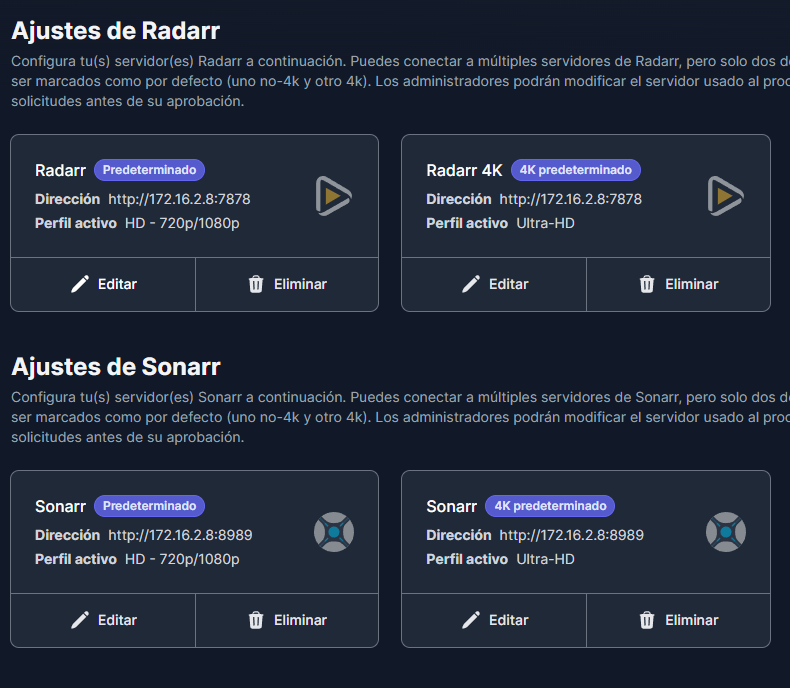 Ajustes de Radarr
Configura tu(s) servidor(es) Radarr a continuación. Puedes conectar a múltiples servidores de Radarr, pero solo dos
ser marcados como por defecto (uno no-4k y otro 4k). Los administradores podrán modificar el servidor usado al
solicitudes antes de su aprobación.
Radarr Predeterminado
Dirección http://172.16.2.8:7878
Perfil activo HD - 720p/1080p
Editar Eliminar
Radarr 4K 4K predeterminado
Dirección http://172.16.2.8:7878
Perfil activo Ultra-HD
Editar Eliminar
Ajustes de Sonarr
Configura tu(s) servidor(es) Sonarr a continuación. Puedes conectar a múltiples servidores de Sonarr, pero solo dos
ser marcados como por defecto (uno no-4k y otro 4k). Los administradores podrán modificar el servidor usado al
solicitudes antes de su aprobación.
Sonarr Predeterminado
Dirección http://172.16.2.8:8989
Perfil activo HD - 720p/1080p
Editar Eliminar
Sonarr 4K predeterminado
Dirección http://172.16.2.8:8989
Perfil activo Ultra-HD
Editar Eliminar